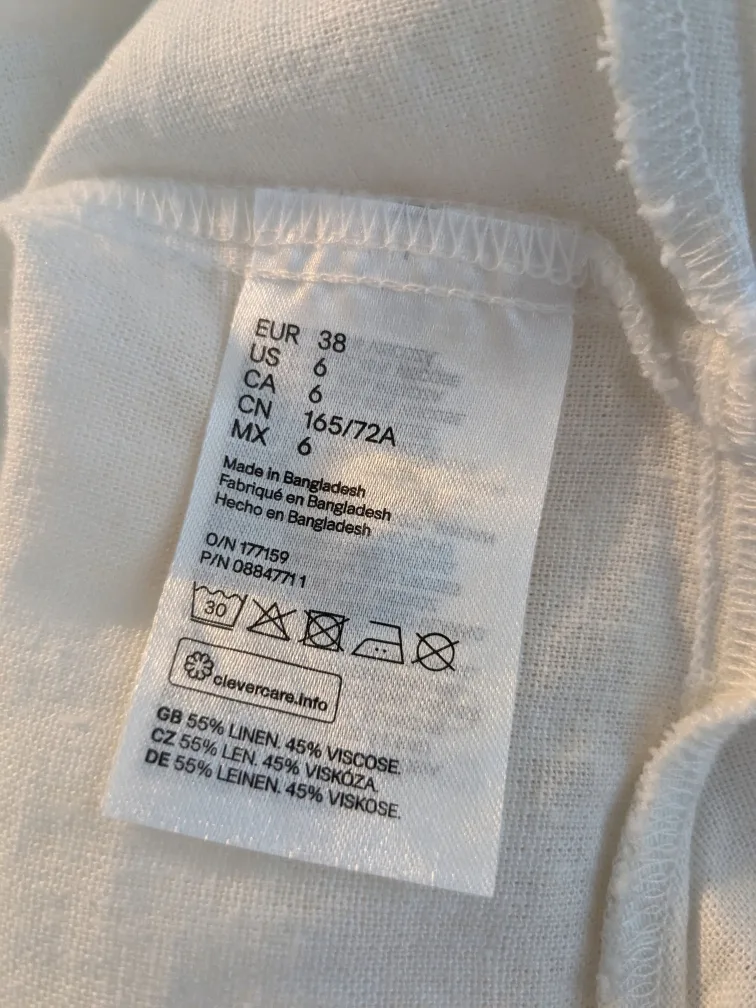 EUR 38
US 6
CA 6
CN 165/72A
MX 6
Made in Bangladesh
Fabriqué en Bangladesh
Hecho en Bangladesh
O/N 177159
P/N 08847711
30
clevercare.info
GB 55% LINEN. 45% VISCOSE.
CZ 55% LEN. 45% VISKÓZA.
DE 55% LEINEN. 45% VISKOSE.